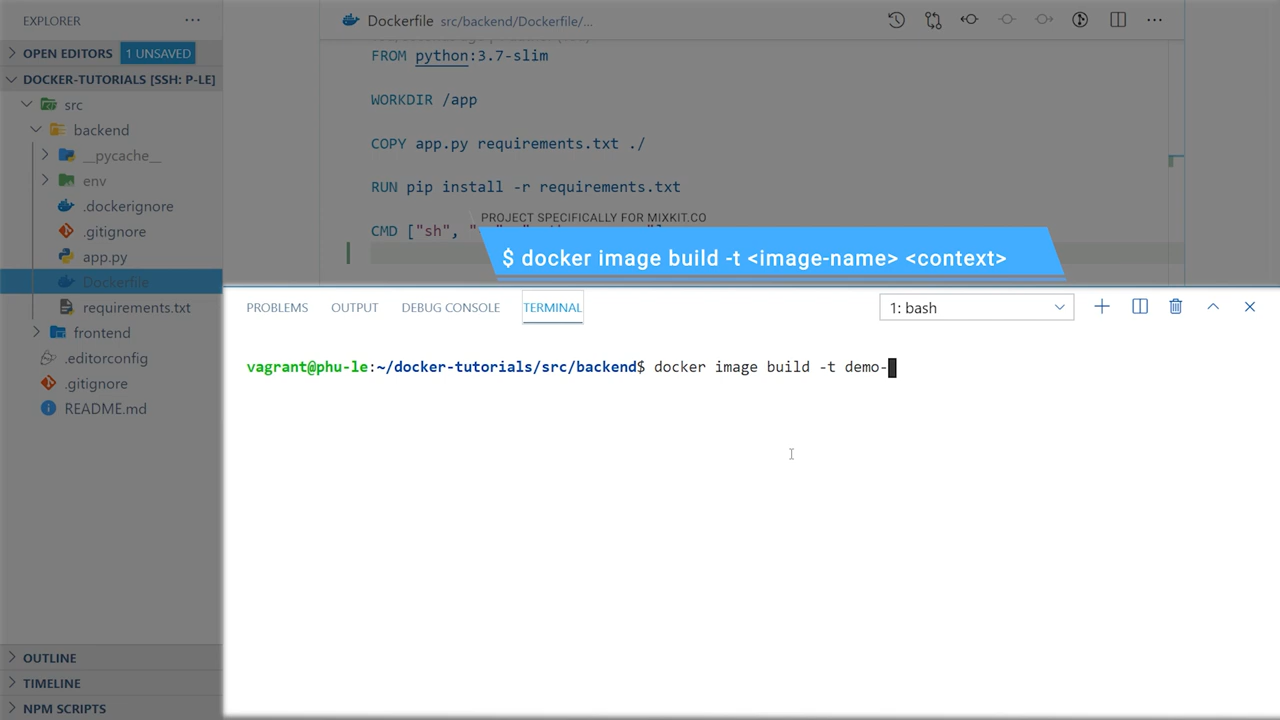 EXPLORER
OPEN EDITORS 1 UNSAVED
DOCKER-TUTORIALS [SSH: P-LE]
src
backend
__pycache__
env
.dockerignore
.gitignore
app.py
Dockerfile
requirements.txt
frontend
.editorconfig
.gitignore
README.md
OUTLINE
TIMELINE
NPM SCRIPTS
Dockerfile src/backend/Dockerfile/...
FROM python:3.7-slim
WORKDIR /app
COPY app.py requirements.txt ./
RUN pip install -r requirements.txt
PROJECT SPECIFICALLY FOR MIXKIT.CO
CMD ["sh", "
$ docker image build -t <image-name> <context>
PROBLEMS OUTPUT DEBUG CONSOLE TERMINAL 1: bash
vagrant@phu-le:~/docker-tutorials/src/backend$ docker image build -t demo-